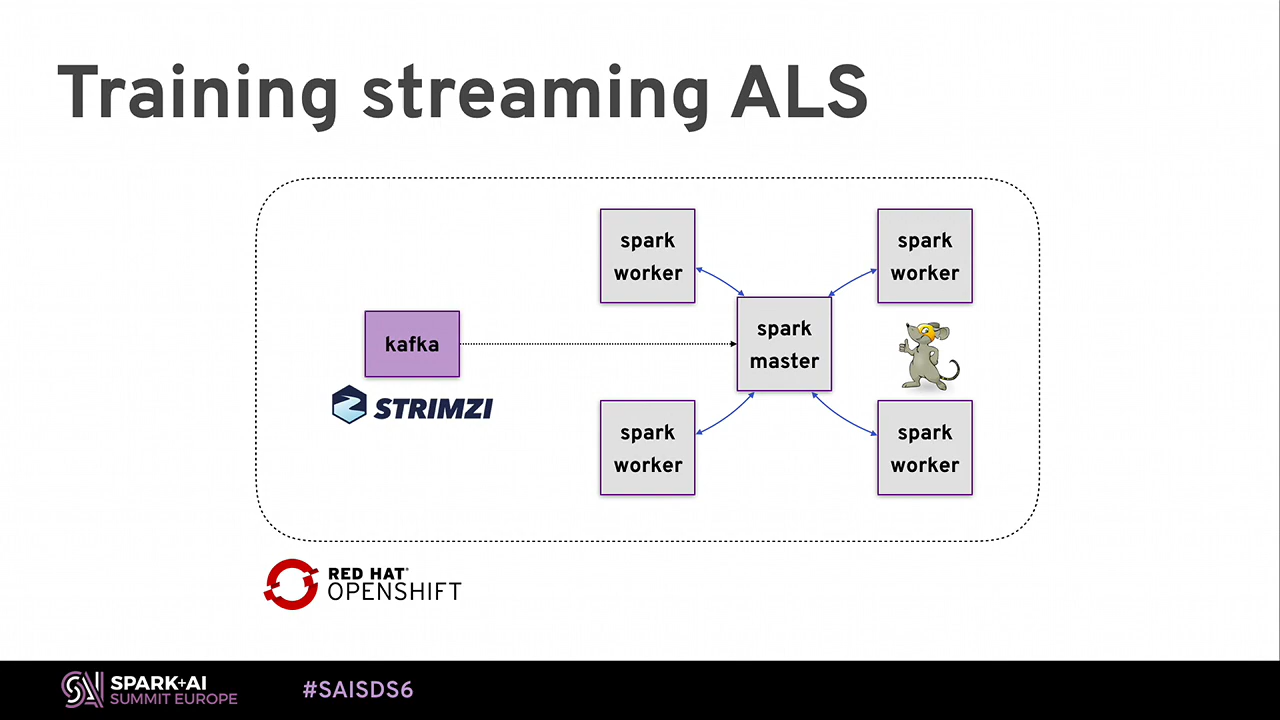 Training streaming ALS
spark
worker
spark
worker
kafka
spark
master
STRIMZI
spark
worker
spark
worker
RED HAT®
OPENSHIFT
SPARK+AI
SUMMIT EUROPE
#SAISDS6